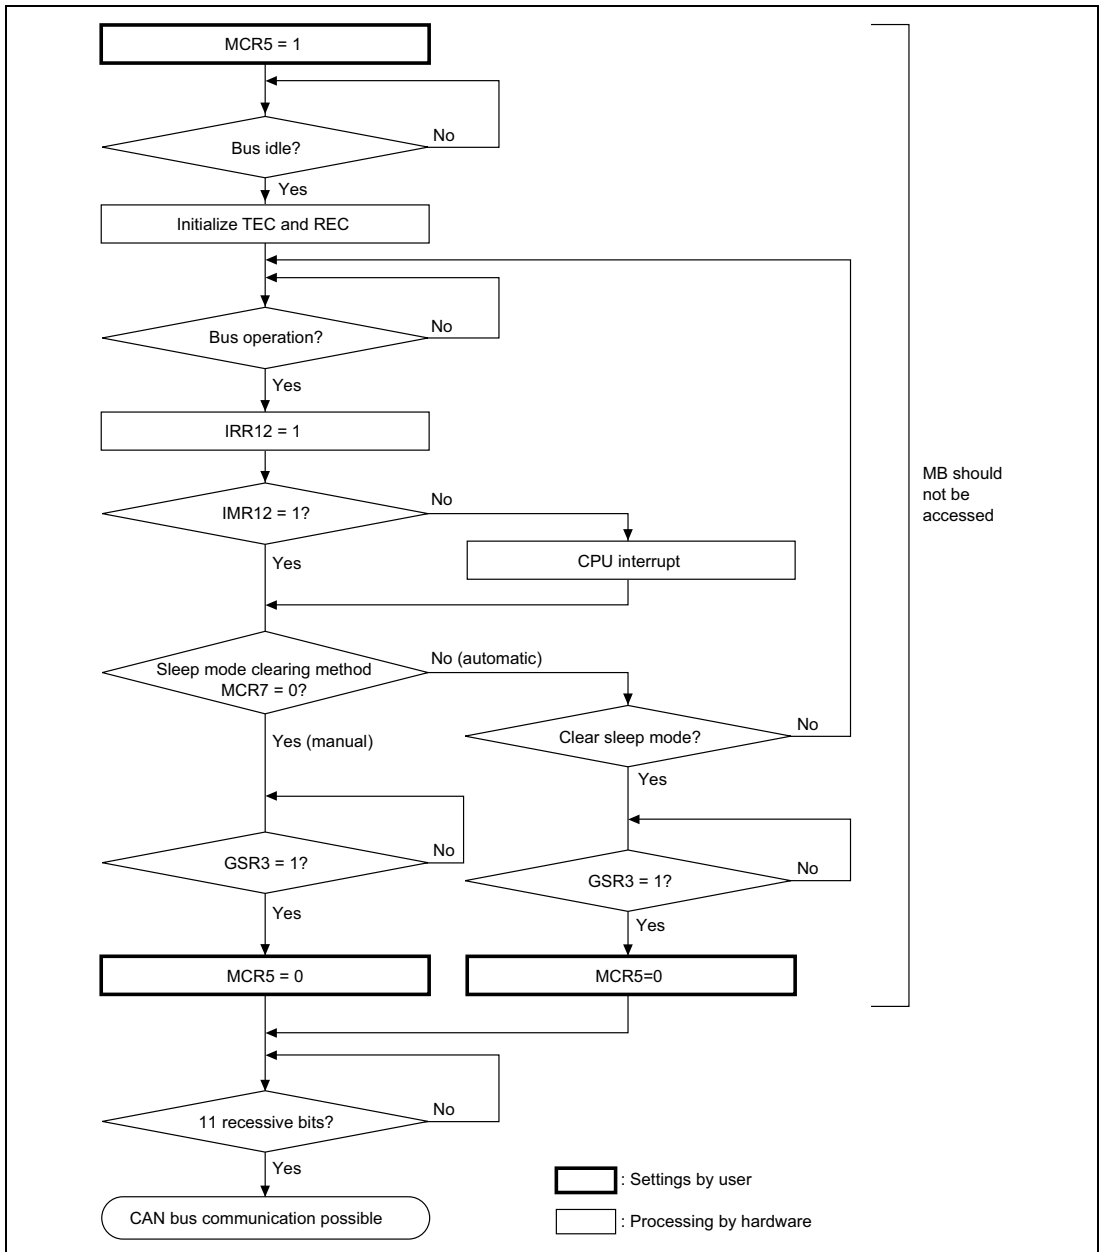 MCR5 = 1
Bus idle?
No
Yes
Initialize TEC and REC
Bus operation?
No
Yes
IRR12 = 1
IMR12 = 1?
No
Yes
CPU interrupt
MB should
not be
accessed
Sleep mode clearing method
MCR7 = 0?
No (automatic)
Yes (manual)
Clear sleep mode?
No
Yes
GSR3 = 1?
No
Yes
GSR3 = 1?
No
Yes
MCR5 = 0
MCR5=0
11 recessive bits?
No
Yes
CAN bus communication possible
: Settings by user
: Processing by hardware